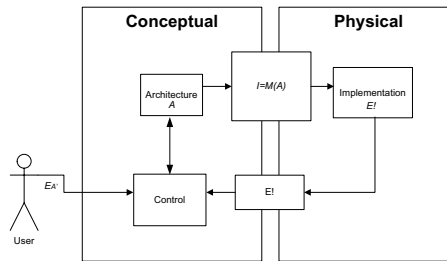 Conceptual
Physical
Architecture
A
I=M(A)
Implementation
E!
EA'
Control
E!
User